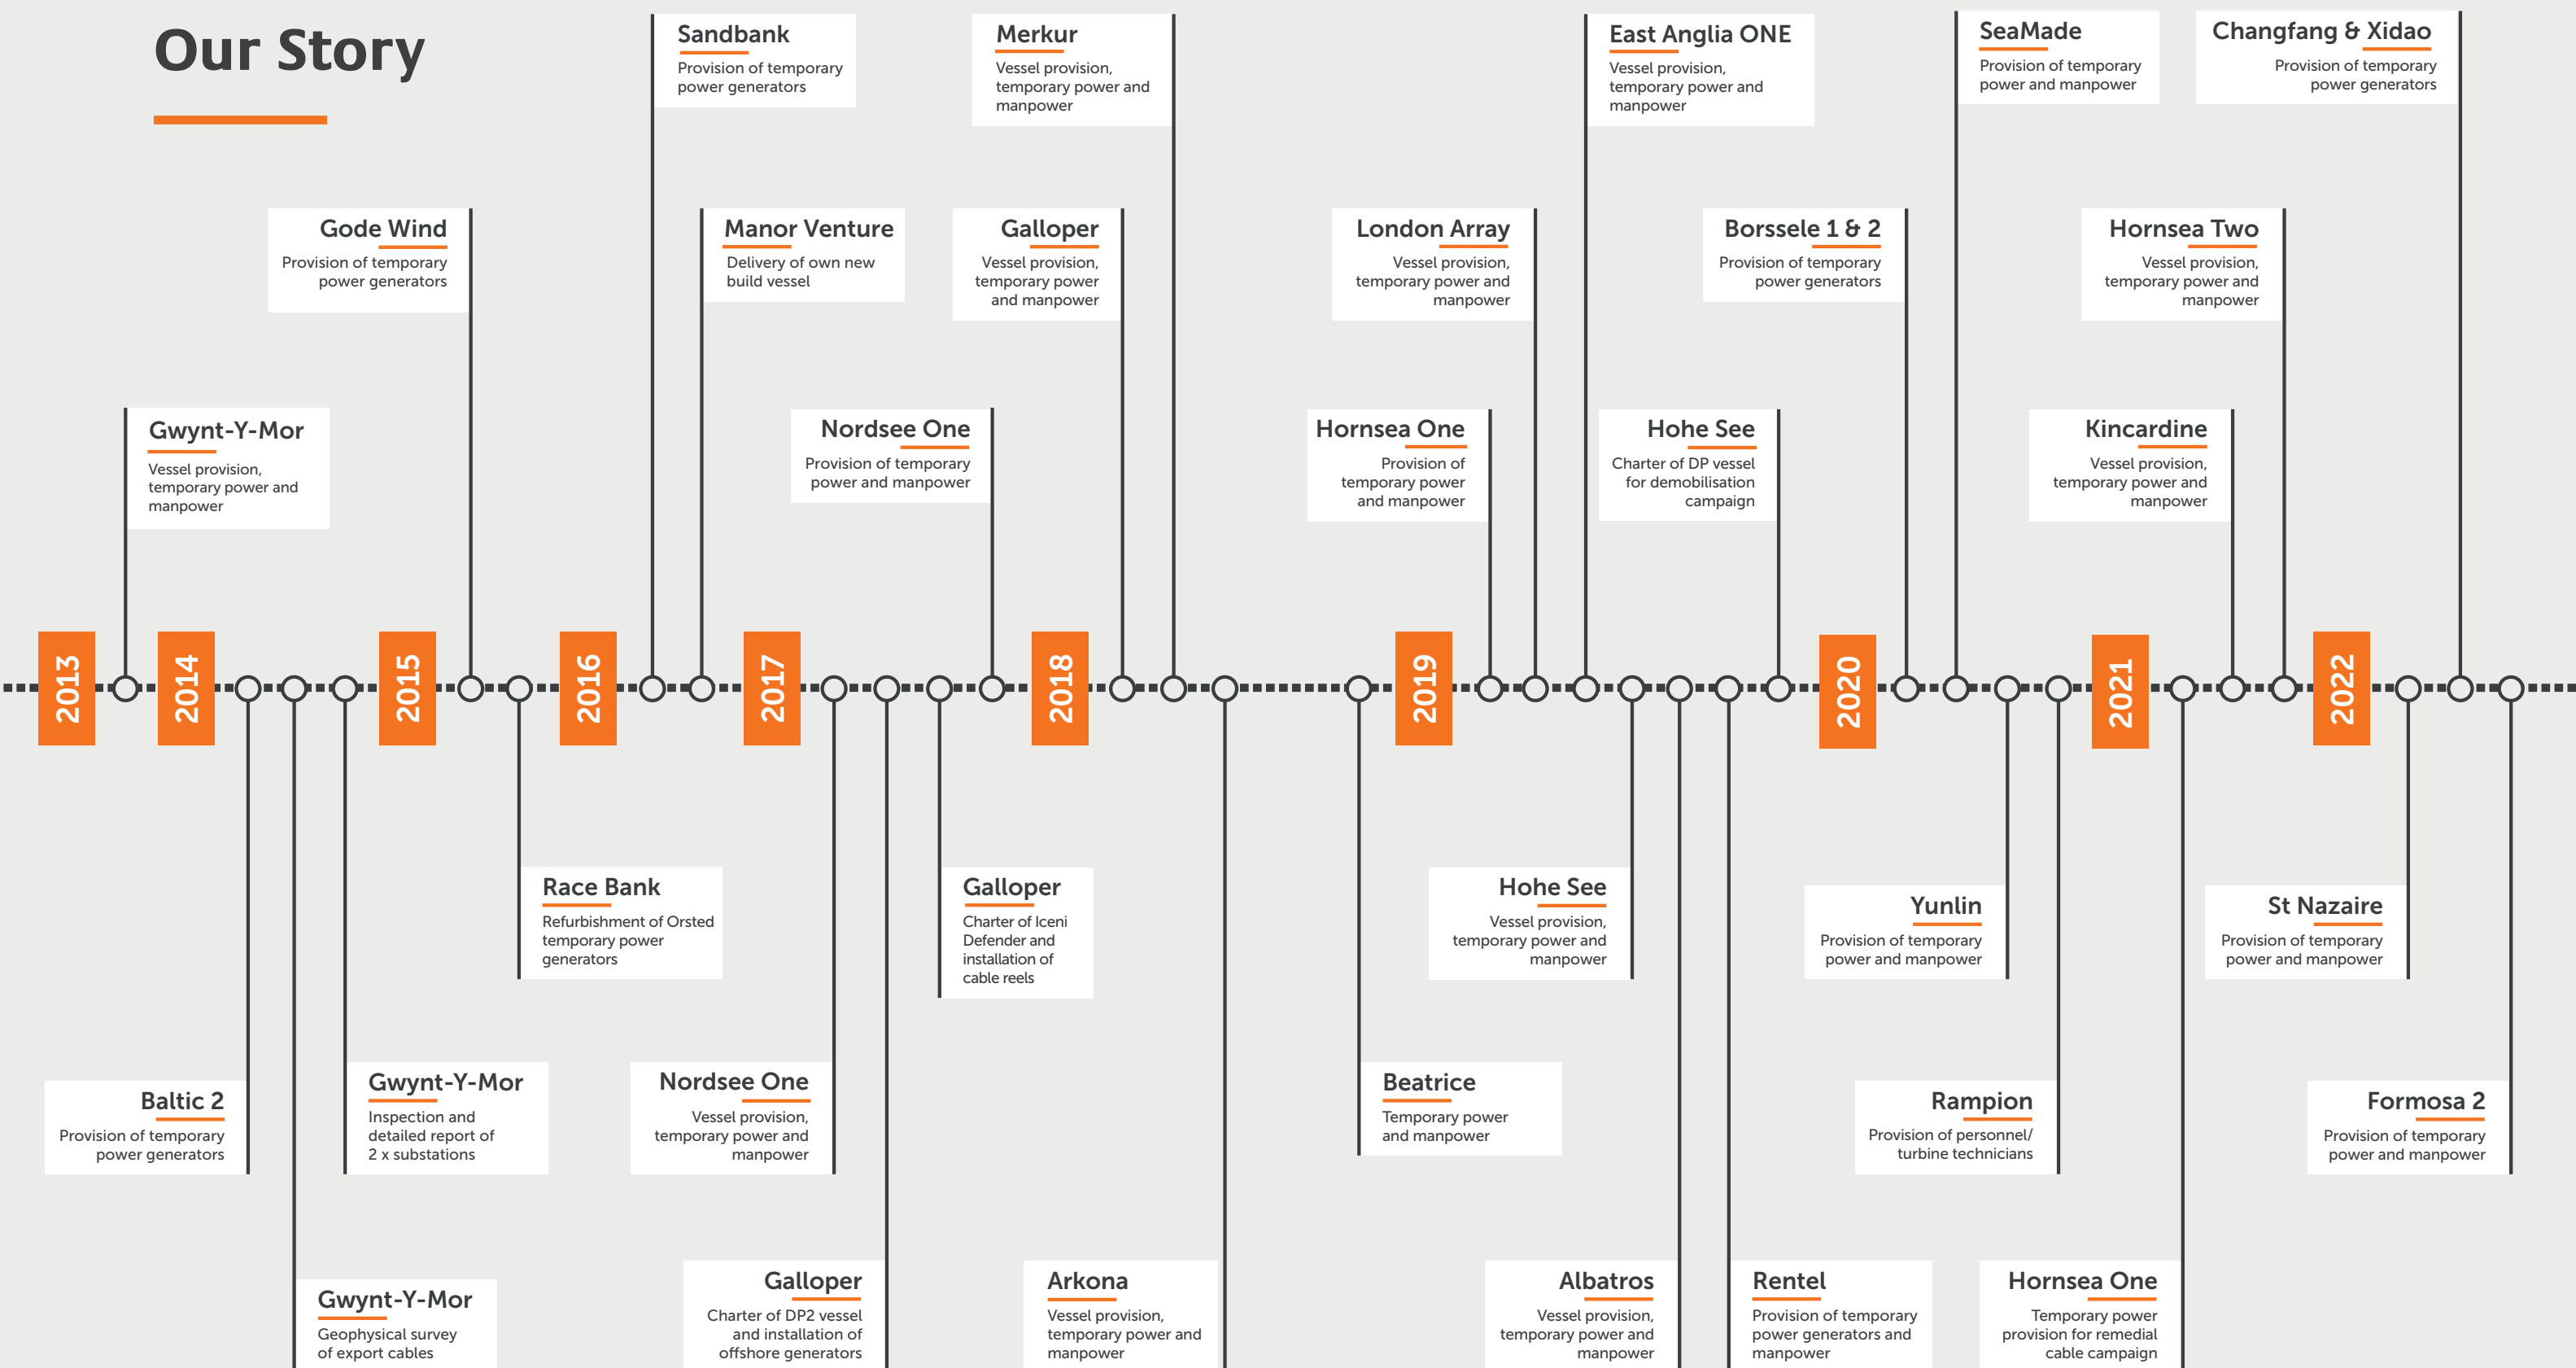 Our Story
Sandbank
Provision of temporary
power generators
Merkur
Vessel provision,
temporary power and
manpower
East Anglia ONE
Vessel provision,
temporary power and
manpower
SeaMade
Provision of temporary
power and manpower
Changfang & Xidao
Provision of temporary
power generators
Gode Wind
Provision of temporary
power generators
Manor Venture
Delivery of own new
build vessel
Galloper
Vessel provision,
temporary power
and manpower
London Array
Vessel provision,
temporary power and
manpower
Borssele 1 & 2
Provision of temporary
power generators
Hornsea Two
Vessel provision,
temporary power and
manpower
Gwynt-Y-Mor
Vessel provision,
temporary power and
manpower
Nordsee One
Provision of temporary
power and manpower
Hornsea One
Provision of
temporary power
and manpower
Hohe See
Charter of DP vessel
for demobilisation
campaign
Kincardine
Vessel provision,
temporary power and
manpower
2013
2014
2015
2016
2017
2018
2019
2020
2021
2022
Race Bank
Refurbishment of Orsted
temporary power
generators
Galloper
Charter of Iceni
Defender and
installation of
cable reels
Hohe See
Vessel provision,
temporary power and
manpower
Yunlin
Provision of temporary
power and manpower
St Nazaire
Provision of temporary
power and manpower
Baltic 2
Provision of temporary
power generators
Gwynt-Y-Mor
Inspection and
detailed report of
2 x substations
Nordsee One
Vessel provision,
temporary power and
manpower
Beatrice
Temporary power
and manpower
Rampion
Provision of personnel/
turbine technicians
Formosa 2
Provision of temporary
power and manpower
Gwynt-Y-Mor
Geophysical survey
of export cables
Galloper
Charter of DP2 vessel
and installation of
offshore generators
Arkona
Vessel provision,
temporary power and
manpower
Albatros
Vessel provision,
temporary power and
manpower
Rentel
Provision of temporary
power generators and
manpower
Hornsea One
Temporary power
provision for remedial
cable campaign